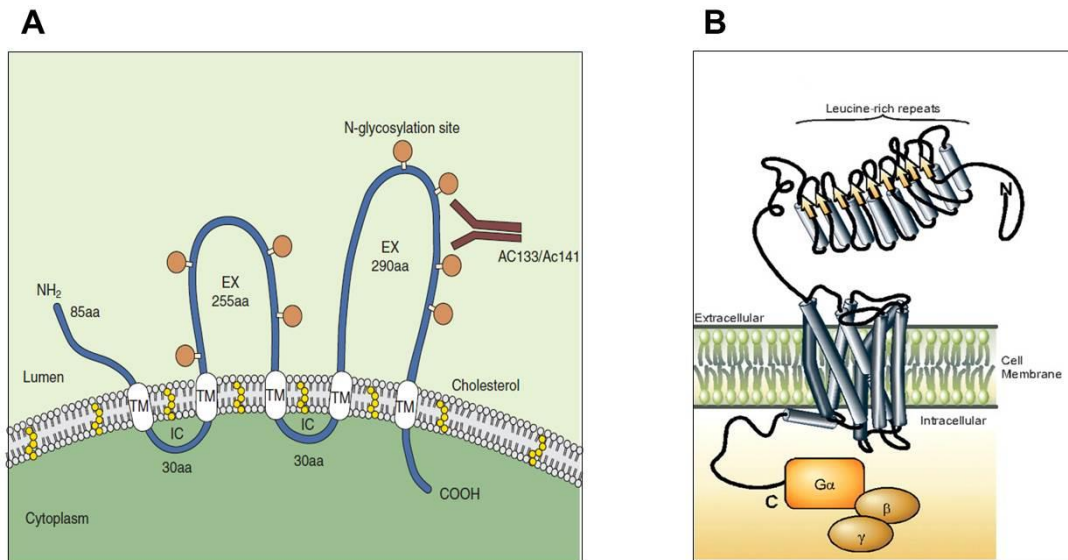 A
N-glycosylation site
EX
290aa
AC133/Ac141
EX
255aa
NH2
85aa
Lumen
Cholesterol
TM
TM
TM
TM
TM
IC
IC
30aa
30aa
COOH
Cytoplasm
B
Leucine-rich repeats
N
Extracellular
Cell
Membrane
Intracellular
Gα
C
β
γ